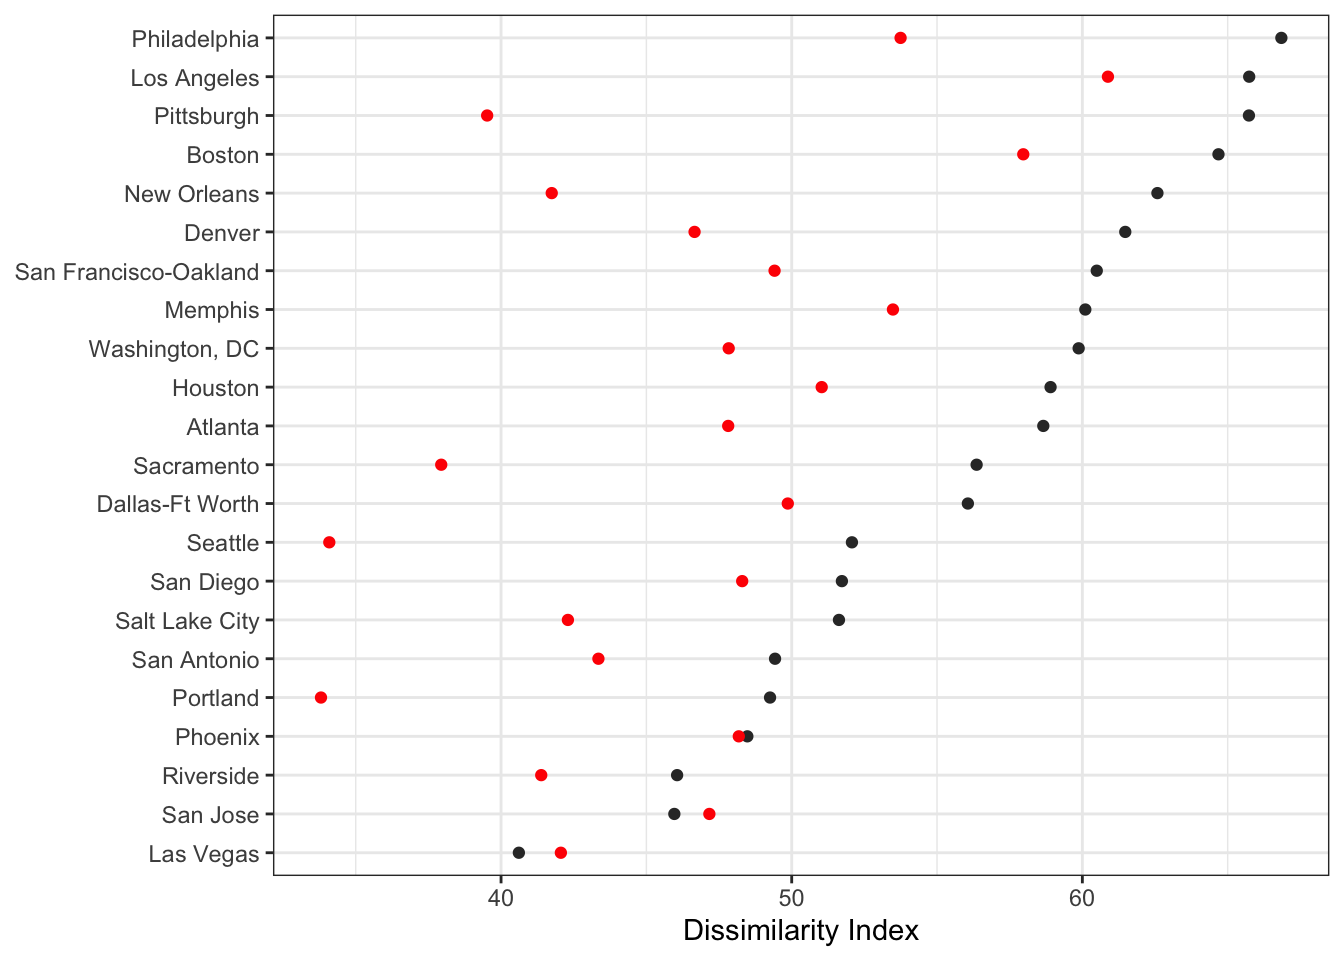 Philadelphia
Los Angeles
Pittsburgh
Boston
New Orleans
Denver
San Francisco-Oakland
Memphis
Washington, DC
Houston
Atlanta
Sacramento
Dallas-Ft Worth
Seattle
San Diego
Salt Lake City
San Antonio
Portland
Phoenix
Riverside
San Jose
Las Vegas
40 50 60
Dissimilarity Index